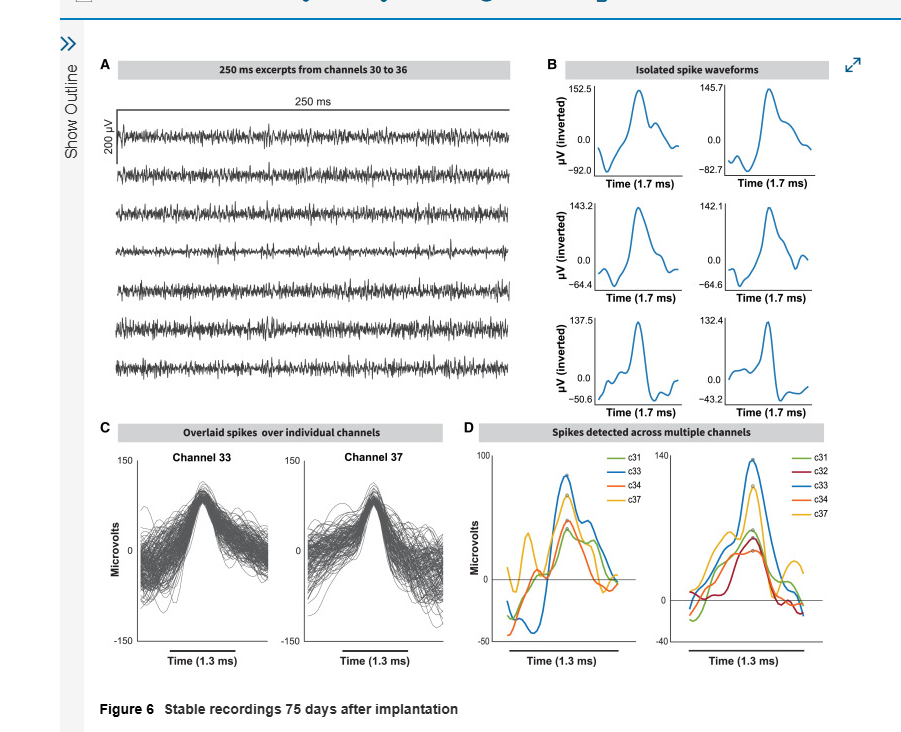 Show Outline
A
250 ms excerpts from channels 30 to 36
250 ms
200 µV
B
Isolated spike waveforms
µV (inverted)
152.5
0.0
−92.0
Time (1.7 ms)
145.7
0.0
−82.7
Time (1.7 ms)
µV (inverted)
143.2
0.0
−64.4
Time (1.7 ms)
142.1
0.0
−64.6
Time (1.7 ms)
µV (inverted)
137.5
0.0
−50.6
Time (1.7 ms)
132.4
0.0
−43.2
Time (1.7 ms)
C
Overlaid spikes over individual channels
Channel 33
Microvolts
150
0
-150
Time (1.3 ms)
Channel 37
150
0
-150
Time (1.3 ms)
D
Spikes detected across multiple channels
Microvolts
100
0
-50
c31
c33
c34
c37
Time (1.3 ms)
140
0
-40
c31
c32
c33
c34
c37
Time (1.3 ms)
Figure 6 Stable recordings 75 days after implantation